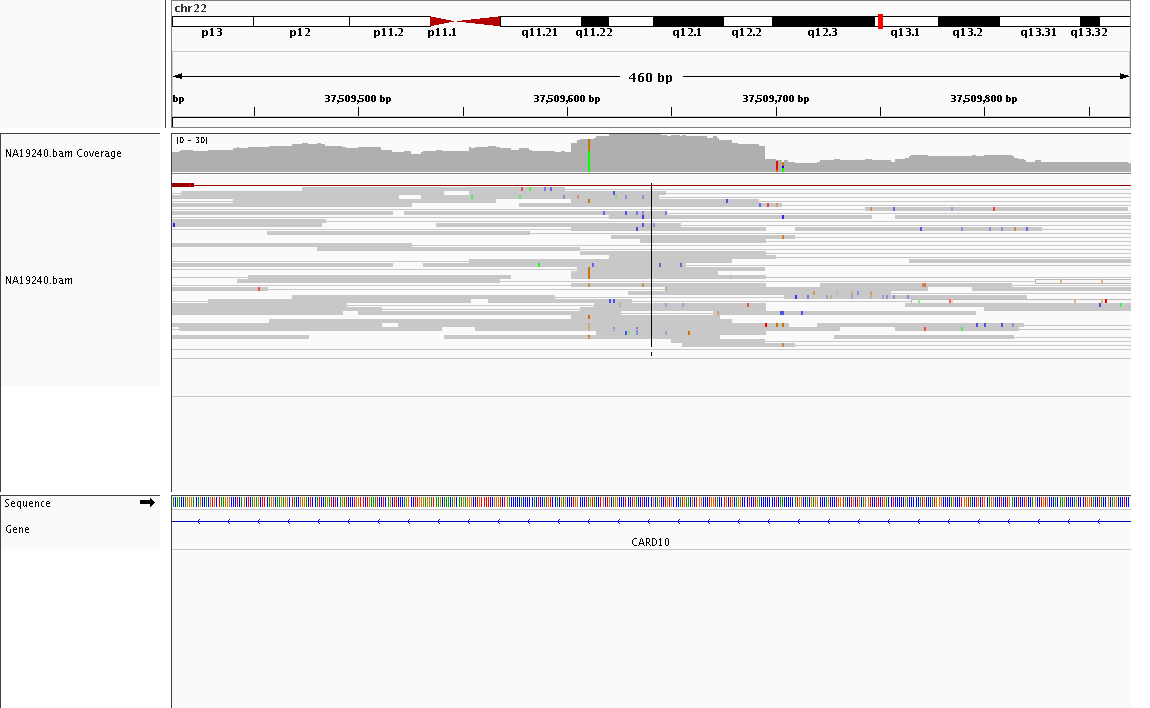 chr22
p13 p12 p11.2 p11.1 q11.21 q11.22 q12.1 q12.2 q12.3 q13.1 q13.2 q13.31 q13.32
460 bp
bp 37,509,500 bp 37,509,600 bp 37,509,700 bp 37,509,800 bp
[0 - 30]
NA19240.bam Coverage
NA19240.bam
Sequence
Gene
CARD10